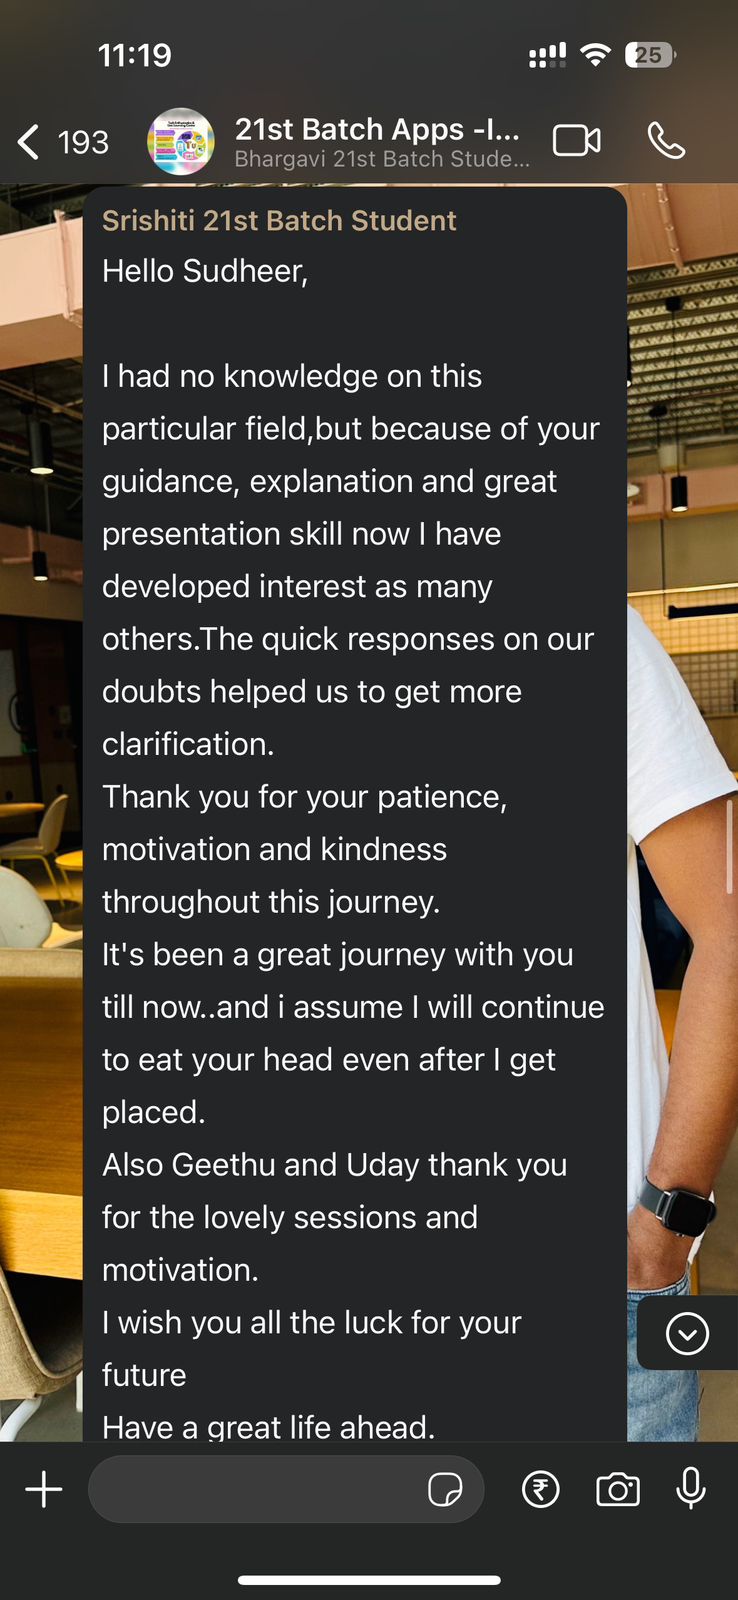 11:19
25
193
21st Batch Apps -I...
Bhargavi 21st Batch Stude...
Srishiti 21st Batch Student
Hello Sudheer,
I had no knowledge on this
particular field,but because of your
guidance, explanation and great
presentation skill now I have
developed interest as many
others.The quick responses on our
doubts helped us to get more
clarification.
Thank you for your patience,
motivation and kindness
throughout this journey.
It's been a great journey with you
till now..and i assume I will continue
to eat your head even after I get
placed.
Also Geethu and Uday thank you
for the lovely sessions and
motivation.
I wish you all the luck for your
future
Have a great life ahead.
₹